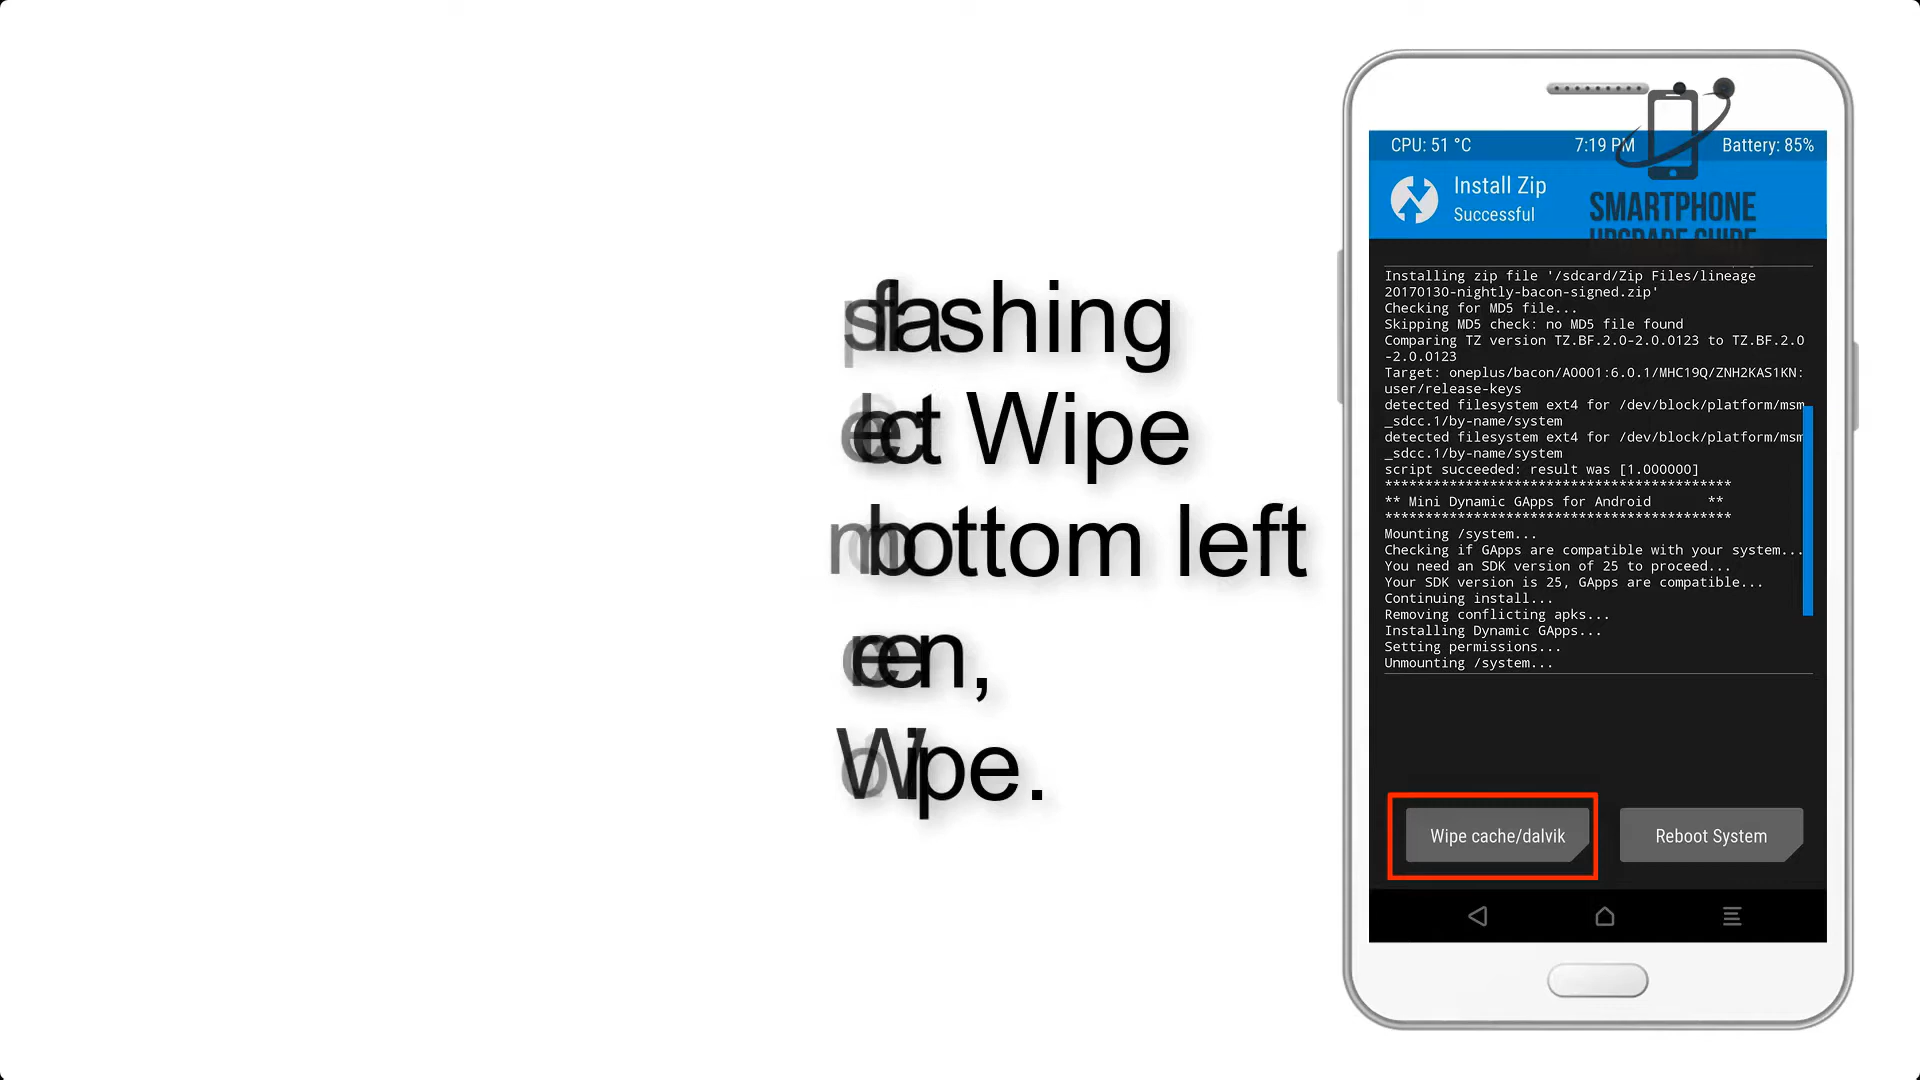 flashing
Wipe
bottom left
Wipe.
CPU: 51 °C 7:19 PM Battery: 85%
Install Zip
Successful
SMARTPHONE
UPGRADE GUIDE
Installing zip file '/sdcard/Zip Files/lineage
20170130-nightly-bacon-signed.zip'
Checking for MD5 file...
Skipping MD5 check: no MD5 file found
Comparing TZ version TZ.BF.2.0-2.0.0123 to TZ.BF.2.0
-2.0.0123
Target: oneplus/bacon/A0001:6.0.1/MHC19Q/ZNH2KAS1KN:
user/release-keys
detected filesystem ext4 for /dev/block/platform/msm
_sdcc.1/by-name/system
detected filesystem ext4 for /dev/block/platform/msm
_sdcc.1/by-name/system
script succeeded: result was [1.000000]
*******************************************
** Mini Dynamic GApps for Android **
*******************************************
Mounting /system...
Checking if GApps are compatible with your system...
You need an SDK version of 25 to proceed...
Your SDK version is 25, GApps are compatible...
Continuing install...
Removing conflicting apks...
Installing Dynamic GApps...
Setting permissions...
Unmounting /system...
Wipe cache/dalvik
Reboot System